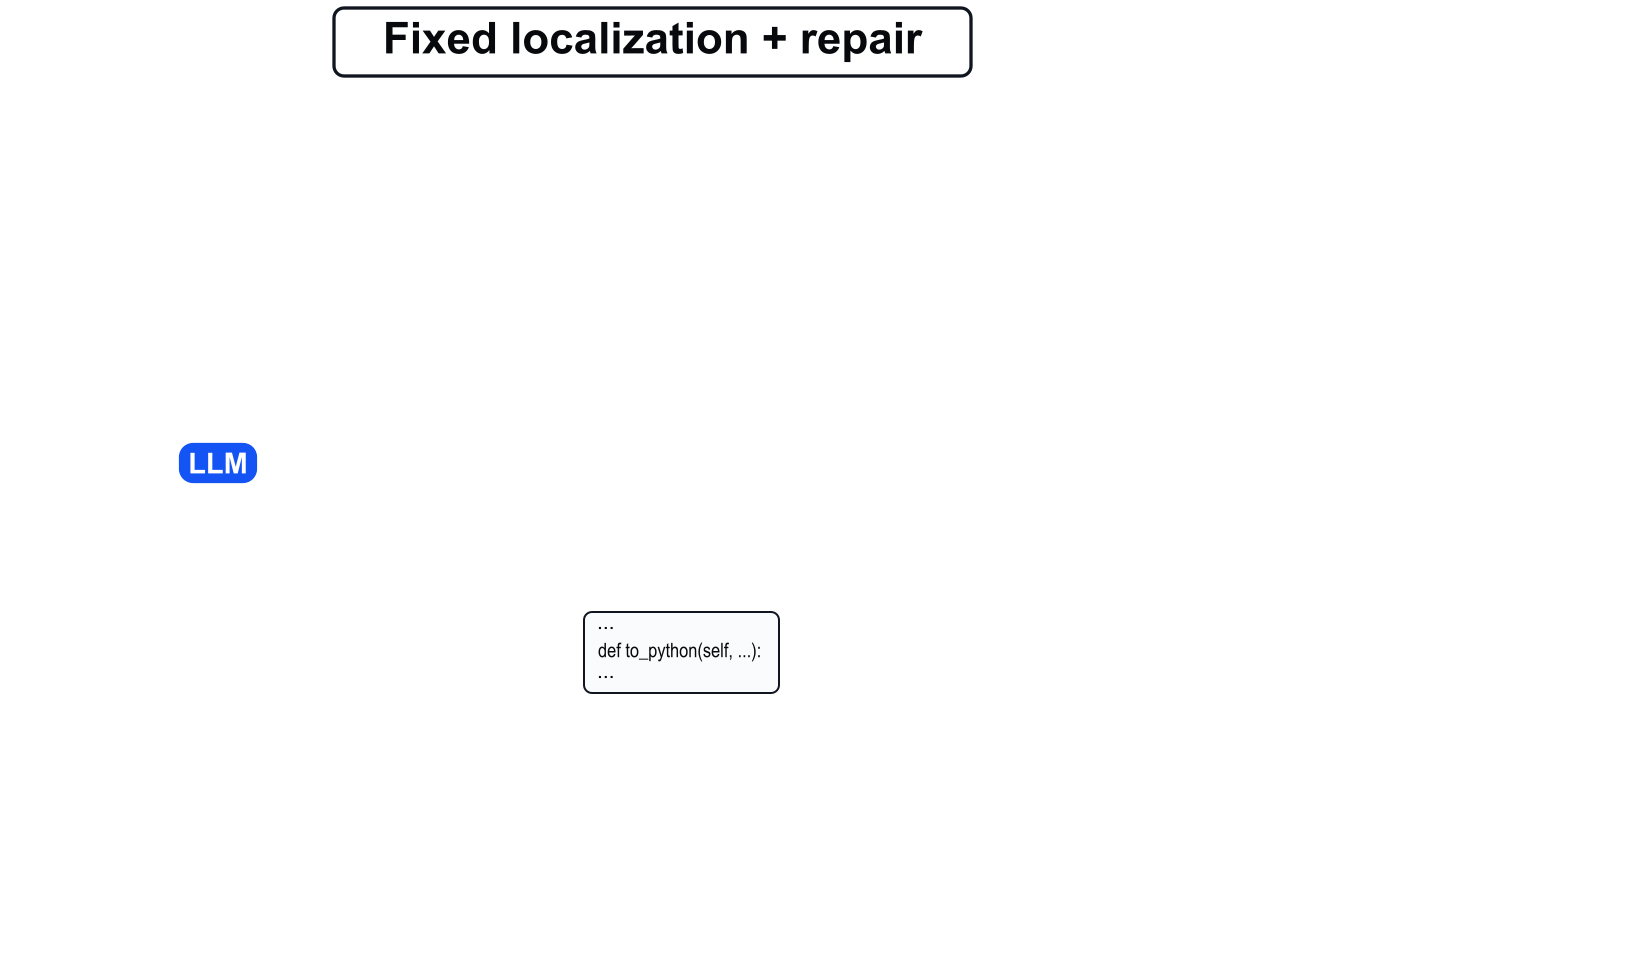 Fixed localization + repair
LLM
...
def to_python(self, ...):
...